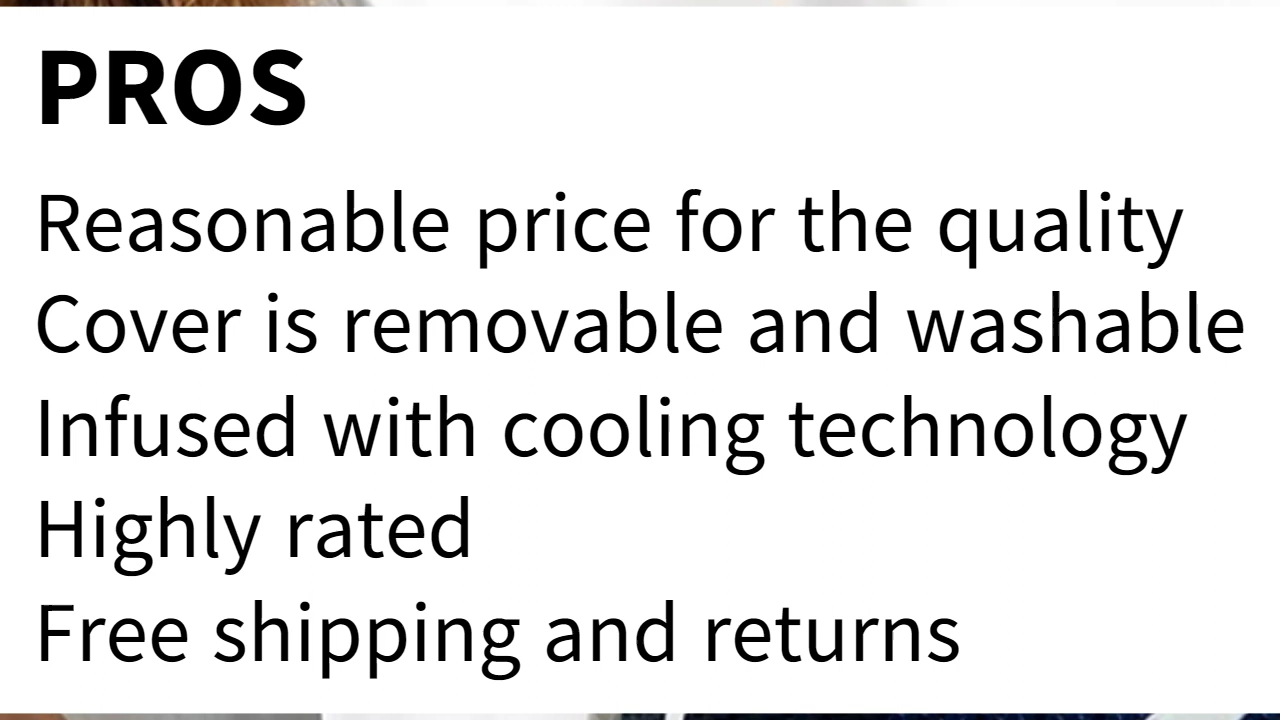 PROS
Reasonable price for the quality
Cover is removable and washable
Infused with cooling technology
Highly rated
Free shipping and returns